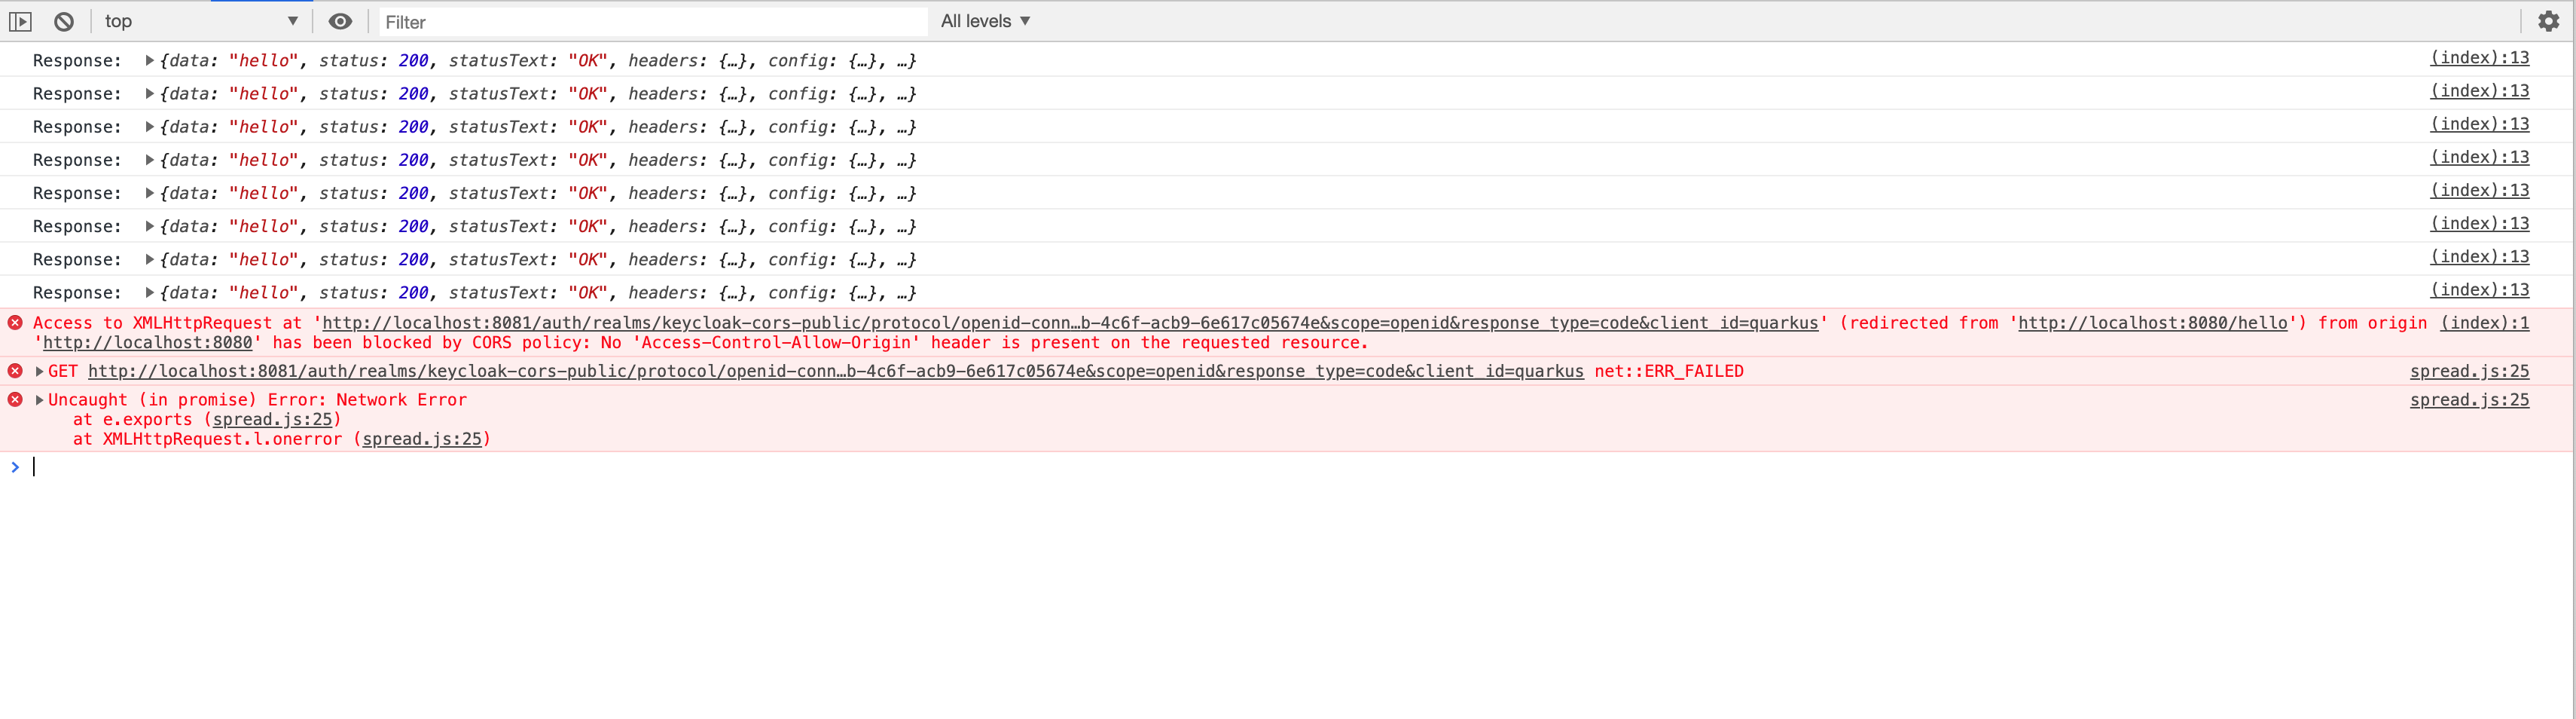 top Filter All levels
Response: {data: "hello", status: 200, statusText: "OK", headers: {…}, config: {…}, …} (index):13
Response: {data: "hello", status: 200, statusText: "OK", headers: {…}, config: {…}, …} (index):13
Response: {data: "hello", status: 200, statusText: "OK", headers: {…}, config: {…}, …} (index):13
Response: {data: "hello", status: 200, statusText: "OK", headers: {…}, config: {…}, …} (index):13
Response: {data: "hello", status: 200, statusText: "OK", headers: {…}, config: {…}, …} (index):13
Response: {data: "hello", status: 200, statusText: "OK", headers: {…}, config: {…}, …} (index):13
Response: {data: "hello", status: 200, statusText: "OK", headers: {…}, config: {…}, …} (index):13
Response: {data: "hello", status: 200, statusText: "OK", headers: {…}, config: {…}, …} (index):13
Access to XMLHttpRequest at 'http://localhost:8081/auth/realms/keycloak-cors-public/protocol/openid-conn…b-4c6f-acb9-6e617c05674e&scope=openid&response_type=code&client_id=quarkus' (redirected from 'http://localhost:8080/hello') from origin (index):1
'http://localhost:8080' has been blocked by CORS policy: No 'Access-Control-Allow-Origin' header is present on the requested resource.
GET http://localhost:8081/auth/realms/keycloak-cors-public/protocol/openid-conn…b-4c6f-acb9-6e617c05674e&scope=openid&response_type=code&client_id=quarkus net::ERR_FAILED spread.js:25
Uncaught (in promise) Error: Network Error spread.js:25
at e.exports (spread.js:25)
at XMLHttpRequest.l.onerror (spread.js:25)